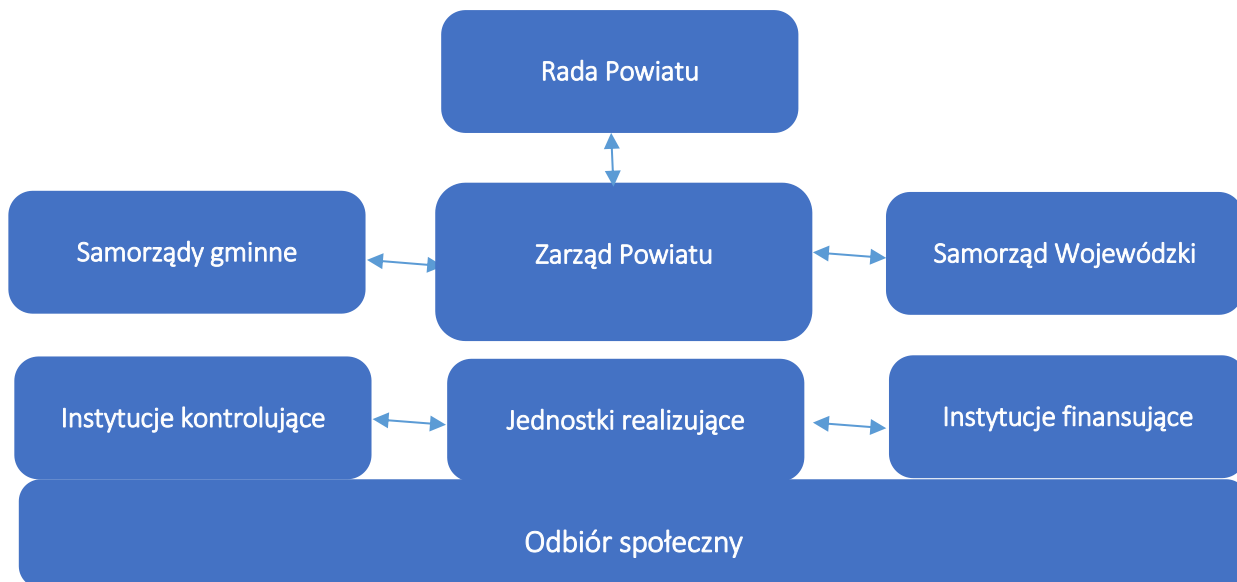 Rada Powiatu
Samorządy gminne
Zarząd Powiatu
Samorząd Wojewódzki
Instytucje kontrolujące
Jednostki realizujące
Instytucje finansujące
Odbiór społeczny